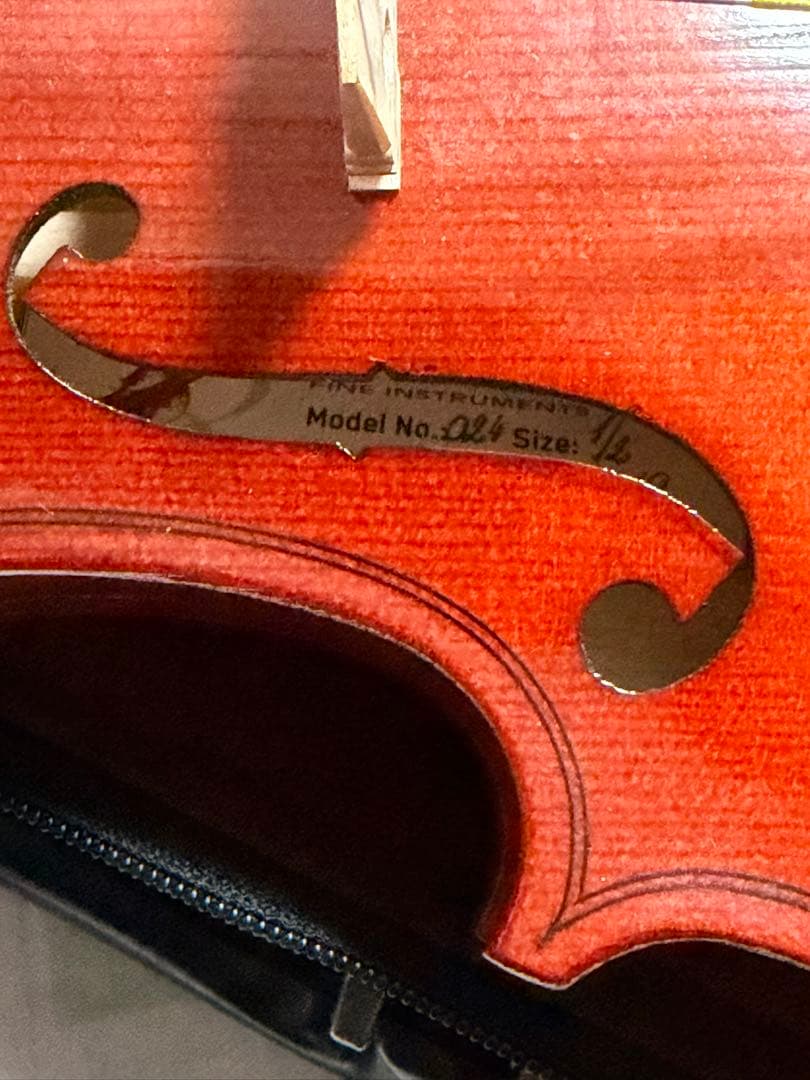 FINE INSTRUMENTS
Model No. 024 Size: 1/2